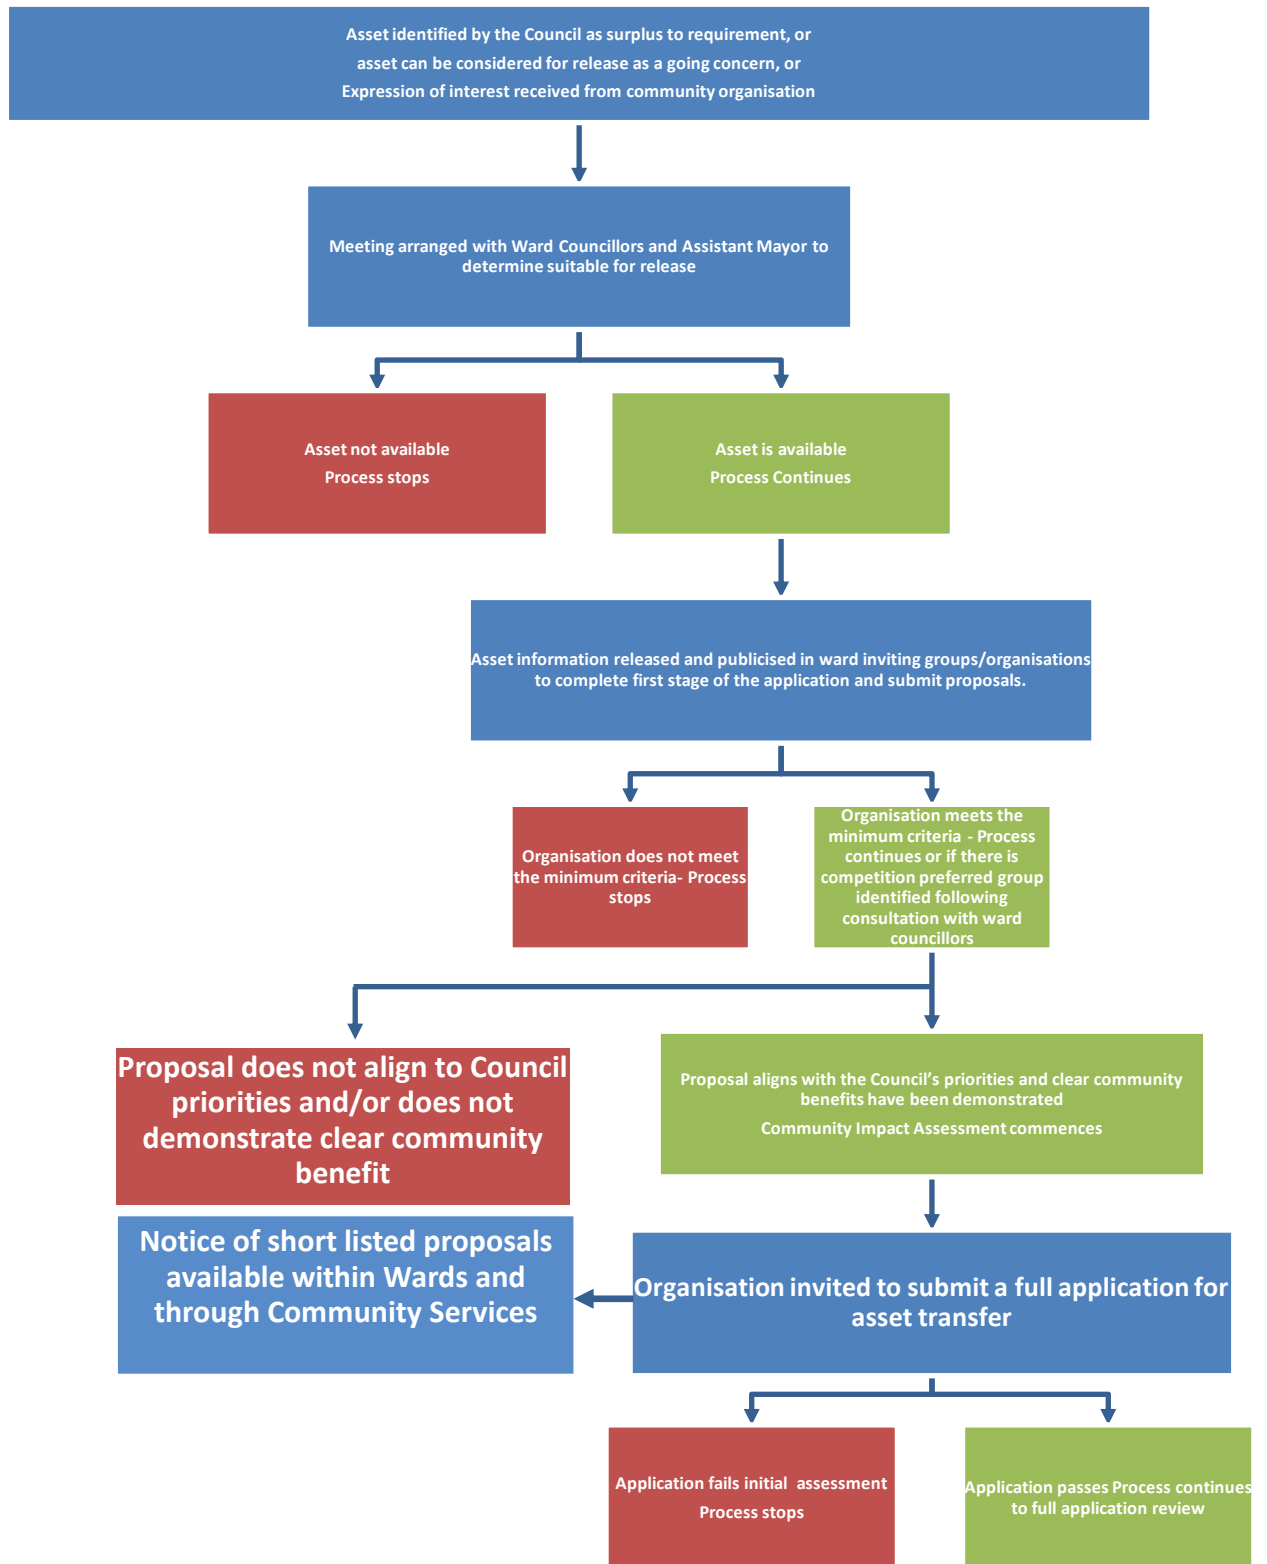 Asset identified by the Council as surplus to requirement, or
asset can be considered for release as a going concern, or
Expression of interest received from community organisation
Meeting arranged with Ward Councillors and Assistant Mayor to
determine suitable for release
Asset not available
Process stops
Asset is available
Process Continues
Asset information released and publicised in ward inviting groups/organisations
to complete first stage of the application and submit proposals.
Organisation does not meet
the minimum criteria- Process
stops
Organisation meets the
minimum criteria - Process
continues or if there is
competition preferred group
identified following
consultation with ward
councillors
Proposal does not align to Council
priorities and/or does not
demonstrate clear community
benefit
Proposal aligns with the Council's priorities and clear community
benefits have been demonstrated
Community Impact Assessment commences
Notice of short listed proposals
available within Wards and
through Community Services
Organisation invited to submit a full application for
asset transfer
Application fails initial assessment
Process stops
Application passes Process continues
to full application review